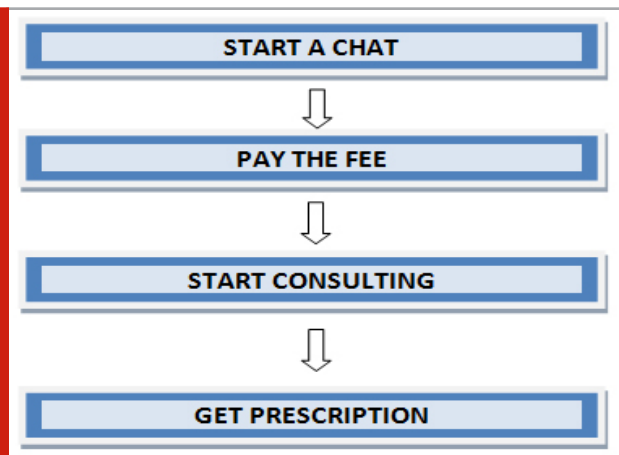 START A CHAT
PAY THE FEE
START CONSULTING
GET PRESCRIPTION